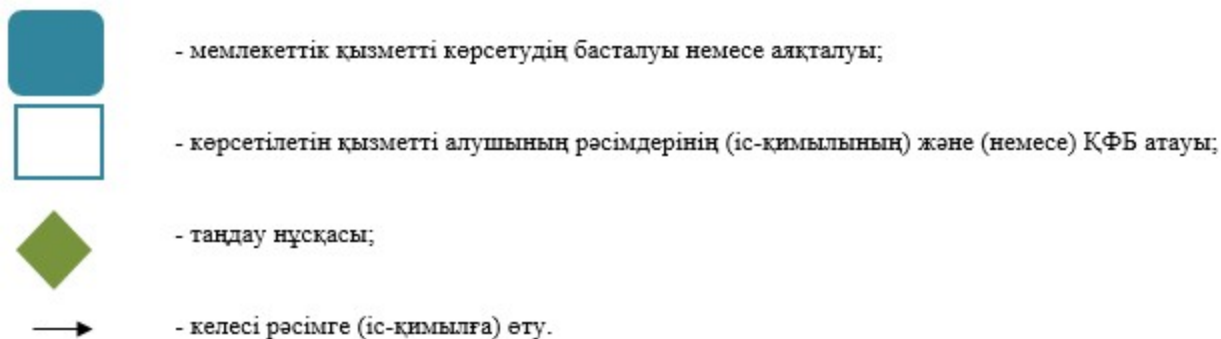 - мемлекеттік қызметті көрсетудің басталуы немесе аяқталуы;
- көрсетілетін қызметті алушының рәсімдерінің (іс-қимылының) және (немесе) ҚФБ атауы;
- таңдау нұсқасы;
- келесі рәсімге (іс-қимылға) өту.